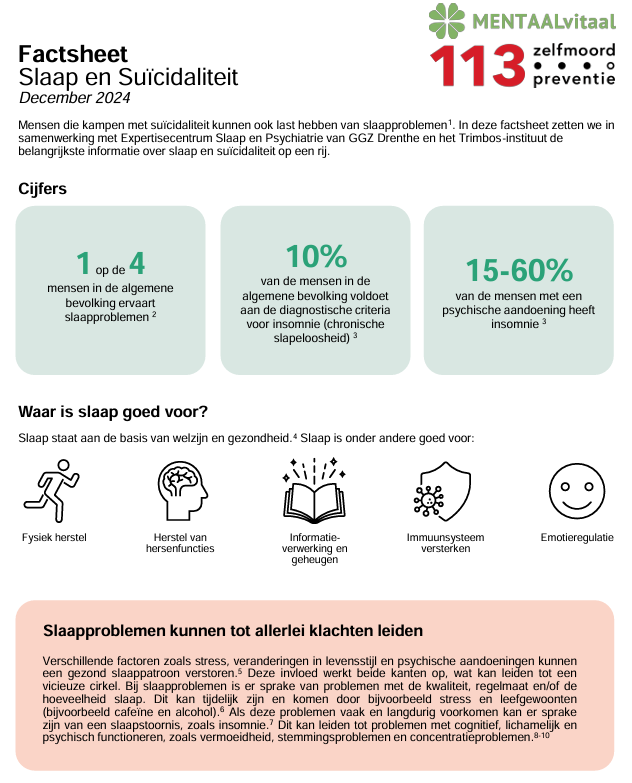 MENTAALvitaal
113 zelfmoord
preventie
Factsheet
Slaap en Suïcidaliteit
December 2024
Mensen die kampen met suïcidaliteit kunnen ook last hebben van slaapproblemen¹. In deze factsheet zetten we in
samenwerking met Expertisecentrum Slaap en Psychiatrie van GGZ Drenthe en het Trimbos-instituut de
belangrijkste informatie over slaap en suïcidaliteit op een rij.
Cijfers
1 op de 4
mensen in de algemene
bevolking ervaart
slaapproblemen ²
10%
van de mensen in de
algemene bevolking voldoet
aan de diagnostische criteria
voor insomnie (chronische
slapeloosheid) ³
15-60%
van de mensen met een
psychische aandoening heeft
insomnie ³
Waar is slaap goed voor?
Slaap staat aan de basis van welzijn en gezondheid.⁴ Slaap is onder andere goed voor:
Fysiek herstel
Herstel van
hersenfuncties
Informatie-
verwerking en
geheugen
Immuunsysteem
versterken
Emotieregulatie
Slaapproblemen kunnen tot allerlei klachten leiden
Verschillende factoren zoals stress, veranderingen in levensstijl en psychische aandoeningen kunnen
een gezond slaappatroon verstoren.⁵ Deze invloed werkt beide kanten op, wat kan leiden tot een
vicieuze cirkel. Bij slaapproblemen is er sprake van problemen met de kwaliteit, regelmaat en/of de
hoeveelheid slaap. Dit kan tijdelijk zijn en komen door bijvoorbeeld stress en leefgewoonten
(bijvoorbeeld cafeïne en alcohol).⁶ Als deze problemen vaak en langdurig voorkomen kan er sprake
zijn van een slaapstoornis, zoals insomnie.⁷ Dit kan leiden tot problemen met cognitief, lichamelijk en
psychisch functioneren, zoals vermoeidheid, stemmingsproblemen en concentratieproblemen.⁸⁻¹⁰